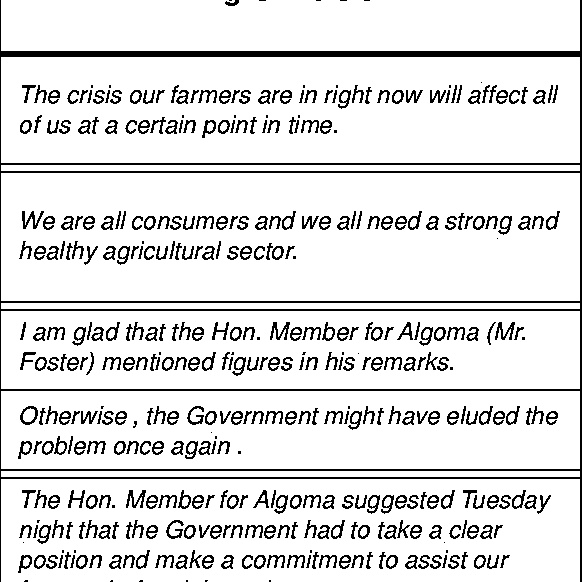 The crisis our farmers are in right now will affect all
of us at a certain point in time.
We are all consumers and we all need a strong and
healthy agricultural sector.
I am glad that the Hon. Member for Algoma (Mr.
Foster) mentioned figures in his remarks.
Otherwise , the Government might have eluded the
problem once again .
The Hon. Member for Algoma suggested Tuesday
night that the Government had to take a clear
position and make a commitment to assist our